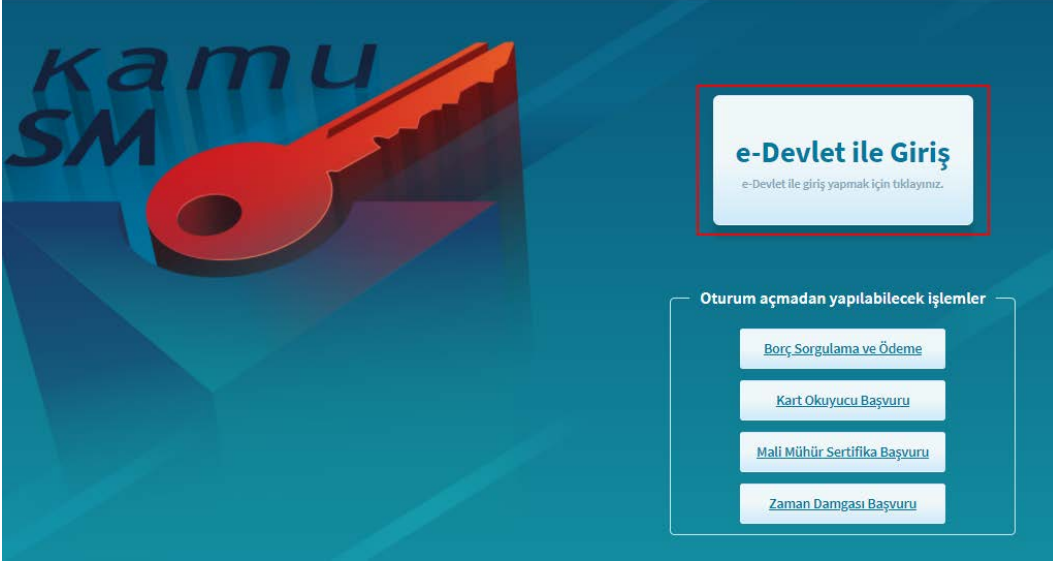 Kamu
SM
e-Devlet ile Giriş
e-Devlet ile giriş yapmak için tıklayınız.
Oturum açmadan yapılabilecek işlemler
Borç Sorgulama ve Ödeme
Kart Okuyucu Başvuru
Mali Mühür Sertifika Başvuru
Zaman Damgası Başvuru